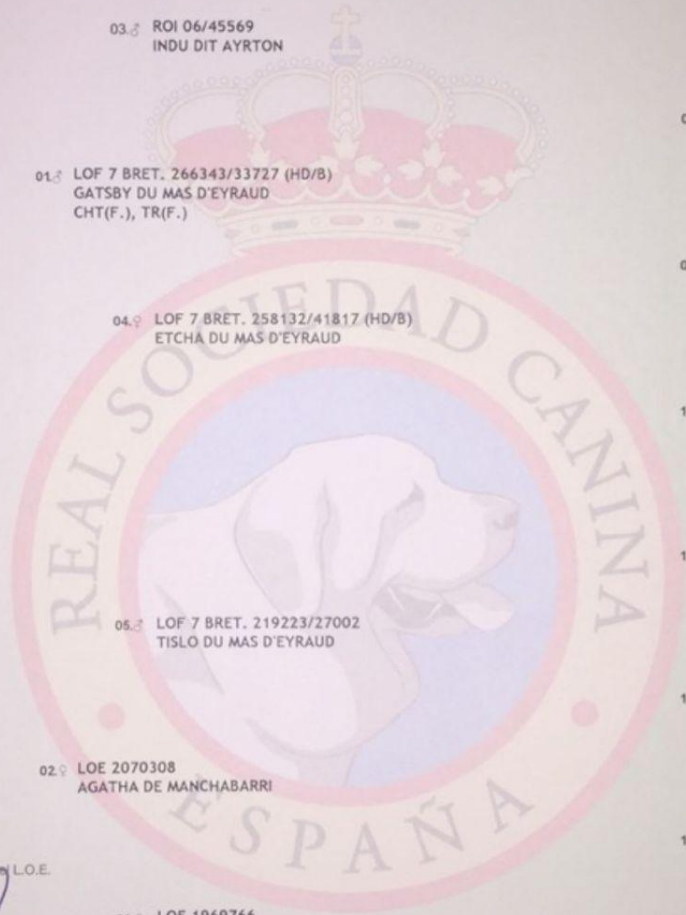 03.♂ ROI 06/45569
INDU DIT AYRTON
01.♂ LOF 7 BRET. 266343/33727 (HD/B)
GATSBY DU MAS D'EYRAUD
CHT(F.), TR(F.)
04.♀ LOF 7 BRET. 258132/41817 (HD/B)
ETCHA DU MAS D'EYRAUD
REAL SOCIEDAD CANINA
05.♂ LOF 7 BRET. 219223/27002
TISLO DU MAS D'EYRAUD
02.♀ LOE 2070308
AGATHA DE MANCHABARRI
ESPAÑA
L.O.E.
LOE 1969766